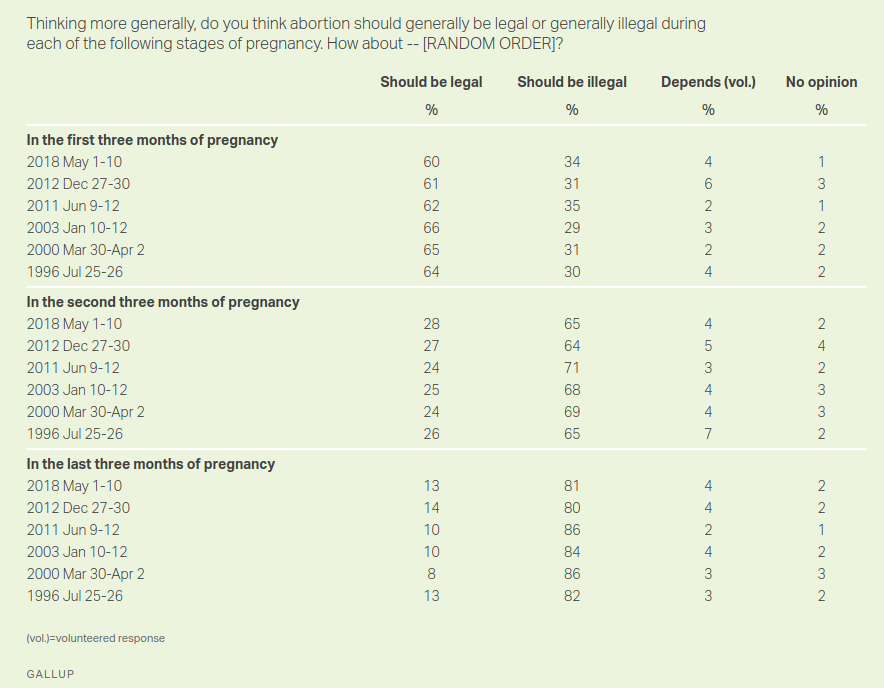 Thinking more generally, do you think abortion should generally be legal or generally illegal during
each of the following stages of pregnancy. How about -- [RANDOM ORDER]?
Should be legal Should be illegal Depends (vol.) No opinion
% % % %
In the first three months of pregnancy
2018 May 1-10 60 34 4 1
2012 Dec 27-30 61 31 6 3
2011 Jun 9-12 62 35 2 1
2003 Jan 10-12 66 29 3 2
2000 Mar 30-Apr 2 65 31 2 2
1996 Jul 25-26 64 30 4 2
In the second three months of pregnancy
2018 May 1-10 28 65 4 2
2012 Dec 27-30 27 64 5 4
2011 Jun 9-12 24 71 3 2
2003 Jan 10-12 25 68 4 3
2000 Mar 30-Apr 2 24 69 4 3
1996 Jul 25-26 26 65 7 2
In the last three months of pregnancy
2018 May 1-10 13 81 4 2
2012 Dec 27-30 14 80 4 2
2011 Jun 9-12 10 86 2 1
2003 Jan 10-12 10 84 4 2
2000 Mar 30-Apr 2 8 86 3 3
1996 Jul 25-26 13 82 3 2
(vol.)=volunteered response
GALLUP